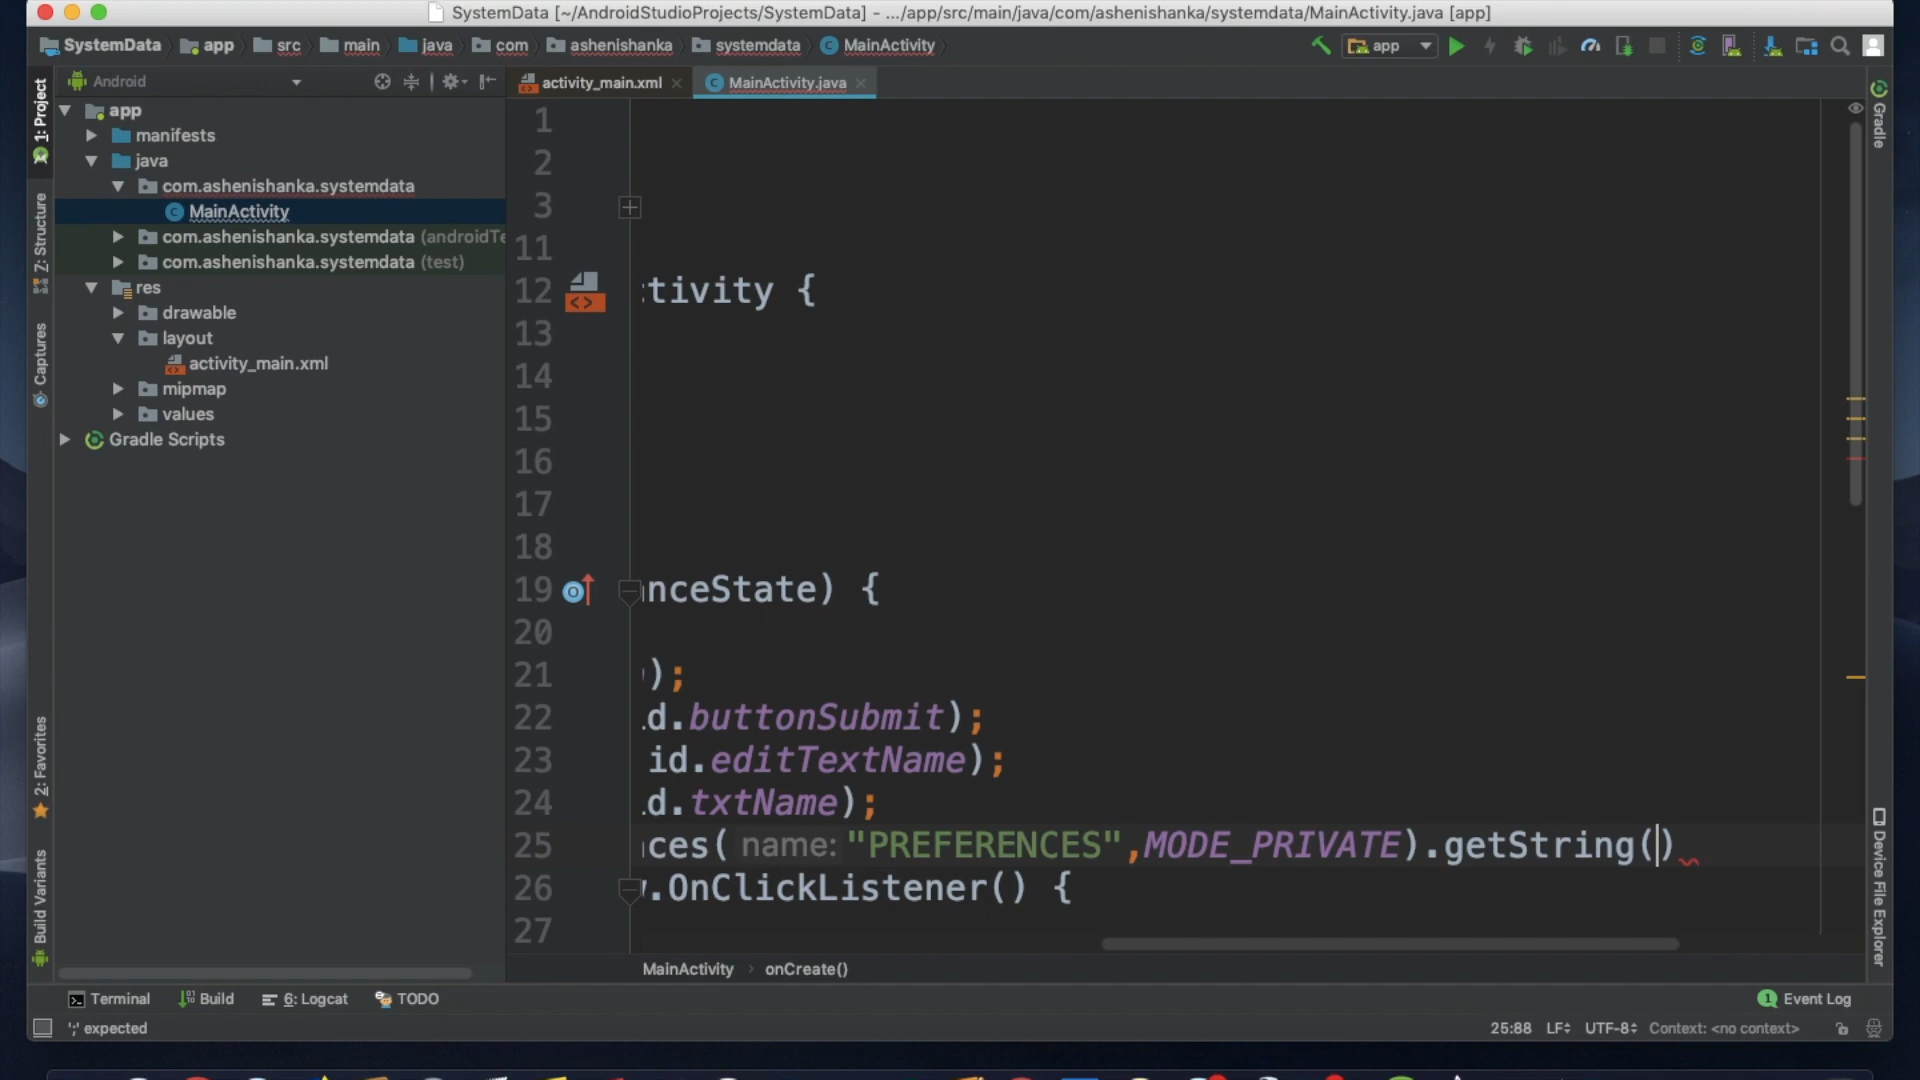 SystemData [~/AndroidStudioProjects/SystemData] - .../app/src/main/java/com/ashenishanka/systemdata/MainActivity.java [app]
SystemData app src main java com ashenishanka systemdata MainActivity app
Android
activity_main.xml
MainActivity.java
1: Project
Z: Structure
Captures
2: Favorites
Build Variants
app
manifests
java
com.ashenishanka.systemdata
MainActivity
com.ashenishanka.systemdata (androidTe
com.ashenishanka.systemdata (test)
res
drawable
layout
activity_main.xml
mipmap
values
Gradle Scripts
1
2
3
11
12 tivity {
13
14
15
16
17
18
19 nceState) {
20
21 );
22 d.buttonSubmit);
23 id.editTextName);
24 d.txtName);
25 ces( name: "PREFERENCES",MODE_PRIVATE).getString()
26 .OnClickListener() {
27
MainActivity onCreate()
Gradle
Device File Explorer
Terminal Build 6: Logcat TODO
1 Event Log
';' expected
25:88 LF UTF-8 Context: <no context>